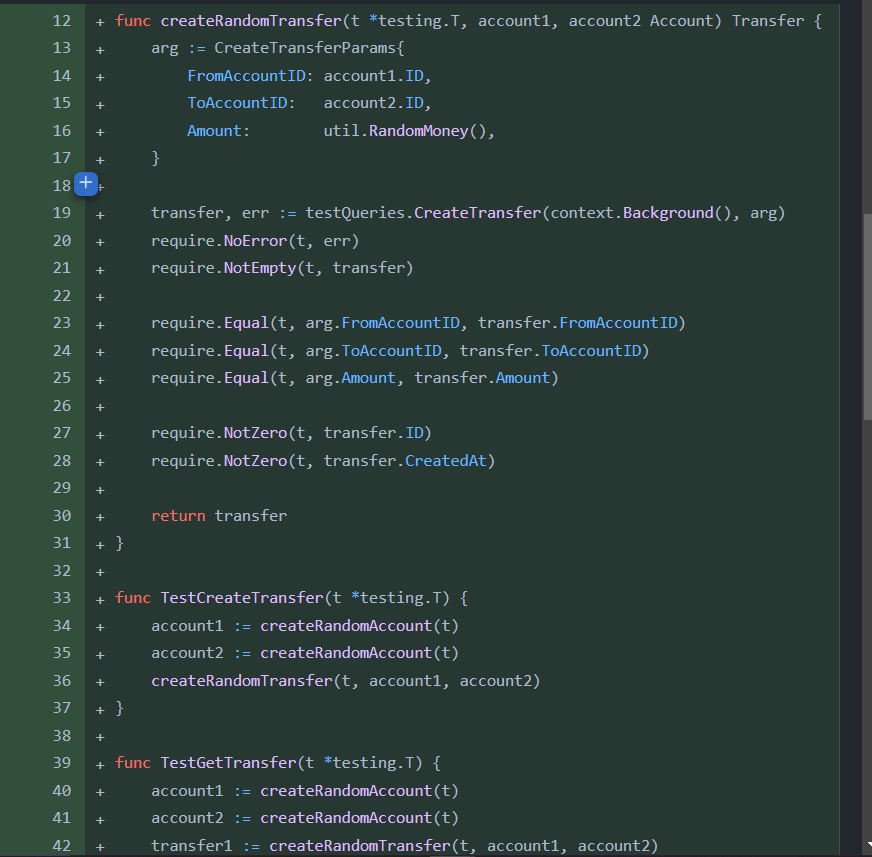 12 + func createRandomTransfer(t *testing.T, account1, account2 Account) Transfer {
13 +     arg := CreateTransferParams{
14 +         FromAccountID: account1.ID,
15 +         ToAccountID:   account2.ID,
16 +         Amount:        util.RandomMoney(),
17 +     }
18 + +
19 +     transfer, err := testQueries.CreateTransfer(context.Background(), arg)
20 +     require.NoError(t, err)
21 +     require.NotEmpty(t, transfer)
22 +
23 +     require.Equal(t, arg.FromAccountID, transfer.FromAccountID)
24 +     require.Equal(t, arg.ToAccountID, transfer.ToAccountID)
25 +     require.Equal(t, arg.Amount, transfer.Amount)
26 +
27 +     require.NotZero(t, transfer.ID)
28 +     require.NotZero(t, transfer.CreatedAt)
29 +
30 +     return transfer
31 + }
32 +
33 + func TestCreateTransfer(t *testing.T) {
34 +     account1 := createRandomAccount(t)
35 +     account2 := createRandomAccount(t)
36 +     createRandomTransfer(t, account1, account2)
37 + }
38 +
39 + func TestGetTransfer(t *testing.T) {
40 +     account1 := createRandomAccount(t)
41 +     account2 := createRandomAccount(t)
42 +     transfer1 := createRandomTransfer(t, account1, account2)